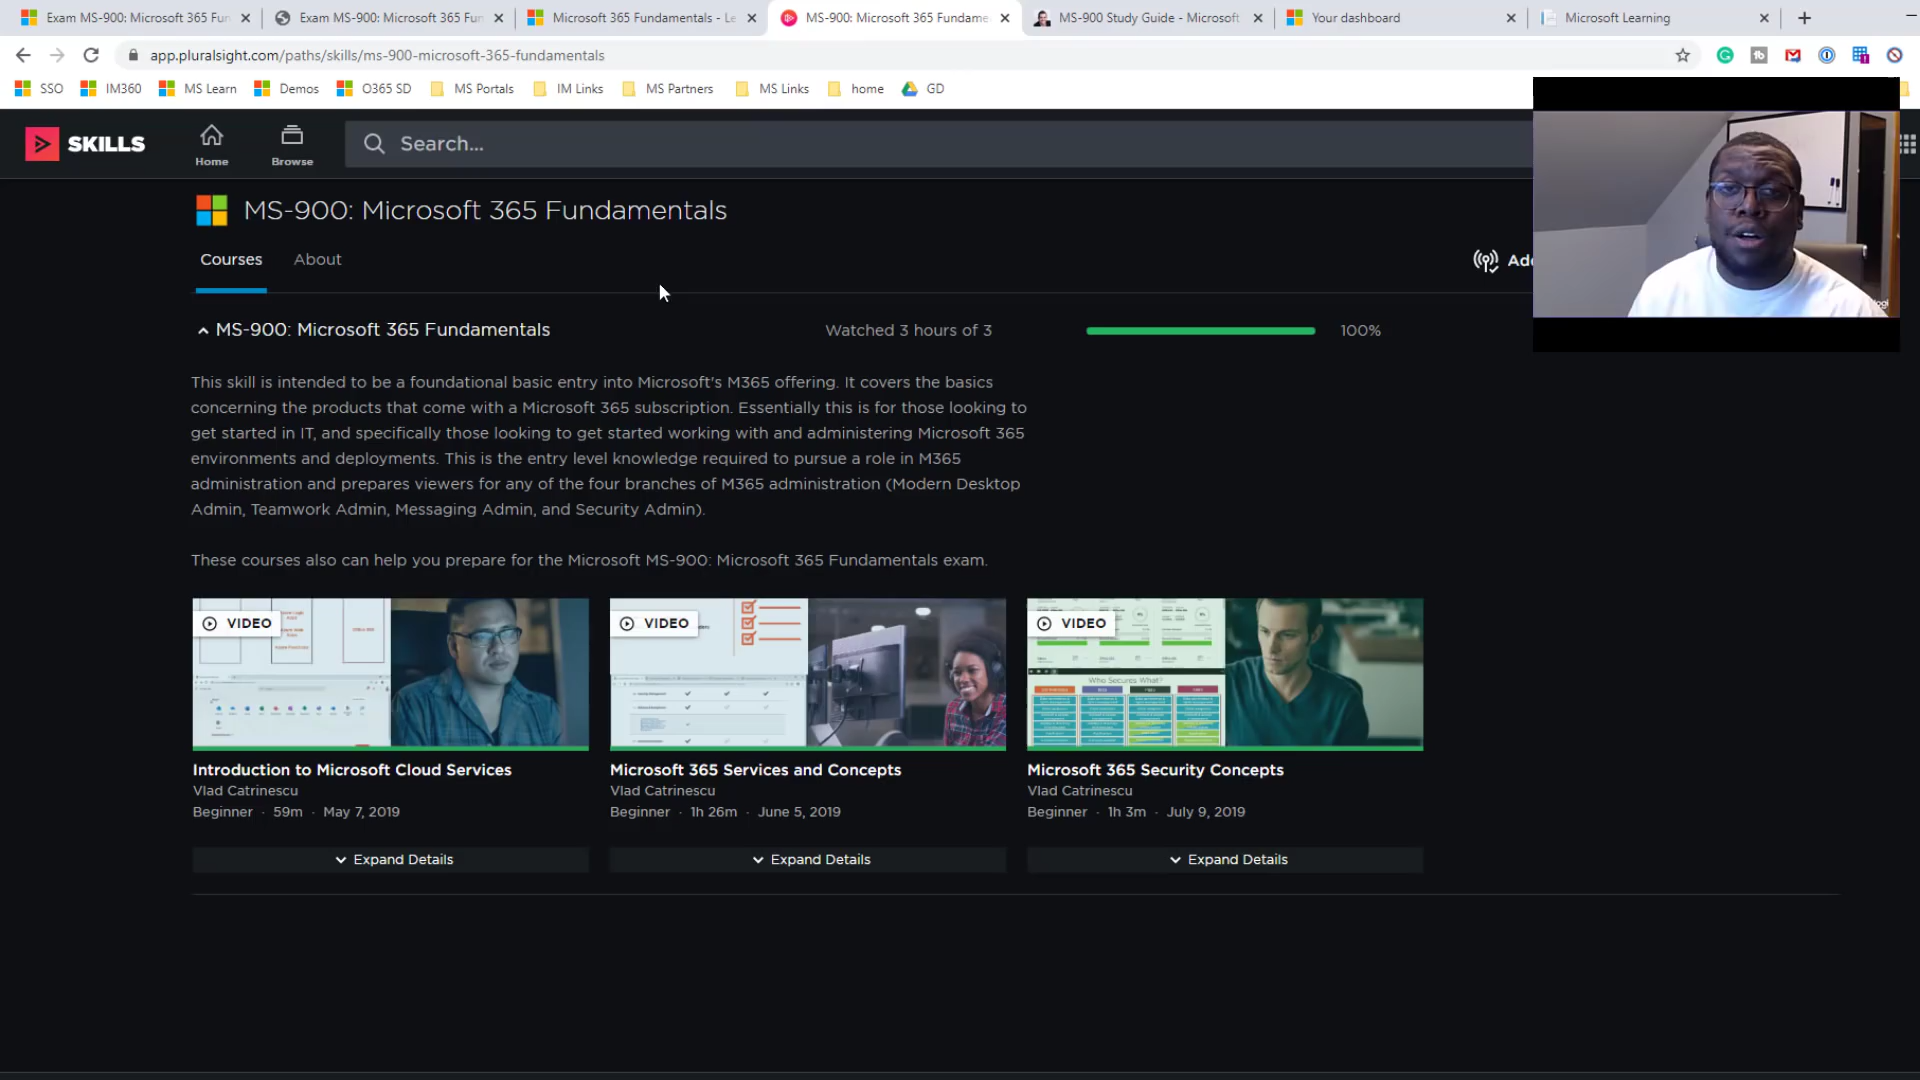 Exam MS-900: Microsoft 365 Fun
Exam MS-900: Microsoft 365 Fun
Microsoft 365 Fundamentals - Le
MS-900: Microsoft 365 Fundame
MS-900 Study Guide - Microsoft
Your dashboard
Microsoft Learning
app.pluralsight.com/paths/skills/ms-900-microsoft-365-fundamentals
SSO IM360 MS Learn Demos O365 SD MS Portals IM Links MS Partners MS Links home GD
SKILLS
Home
Browse
Search...
MS-900: Microsoft 365 Fundamentals
Courses About
logi
MS-900: Microsoft 365 Fundamentals Watched 3 hours of 3 100%
This skill is intended to be a foundational basic entry into Microsoft's M365 offering. It covers the basics
concerning the products that come with a Microsoft 365 subscription. Essentially this is for those looking to
get started in IT, and specifically those looking to get started working with and administering Microsoft 365
environments and deployments. This is the entry level knowledge required to pursue a role in M365
administration and prepares viewers for any of the four branches of M365 administration (Modern Desktop
Admin, Teamwork Admin, Messaging Admin, and Security Admin).
These courses also can help you prepare for the Microsoft MS-900: Microsoft 365 Fundamentals exam.
VIDEO
VIDEO
VIDEO
Who Secures What?
Introduction to Microsoft Cloud Services
Vlad Catrinescu
Beginner · 59m · May 7, 2019
Expand Details
Microsoft 365 Services and Concepts
Vlad Catrinescu
Beginner · 1h 26m · June 5, 2019
Expand Details
Microsoft 365 Security Concepts
Vlad Catrinescu
Beginner · 1h 3m · July 9, 2019
Expand Details